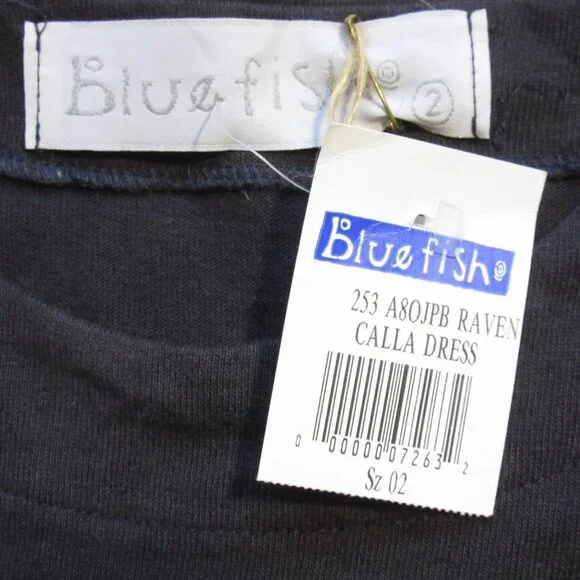 Blue fish 2
Blue fish
253 A80JPB RAVEN
CALLA DRESS
0 00000 07263 2
Sz 02